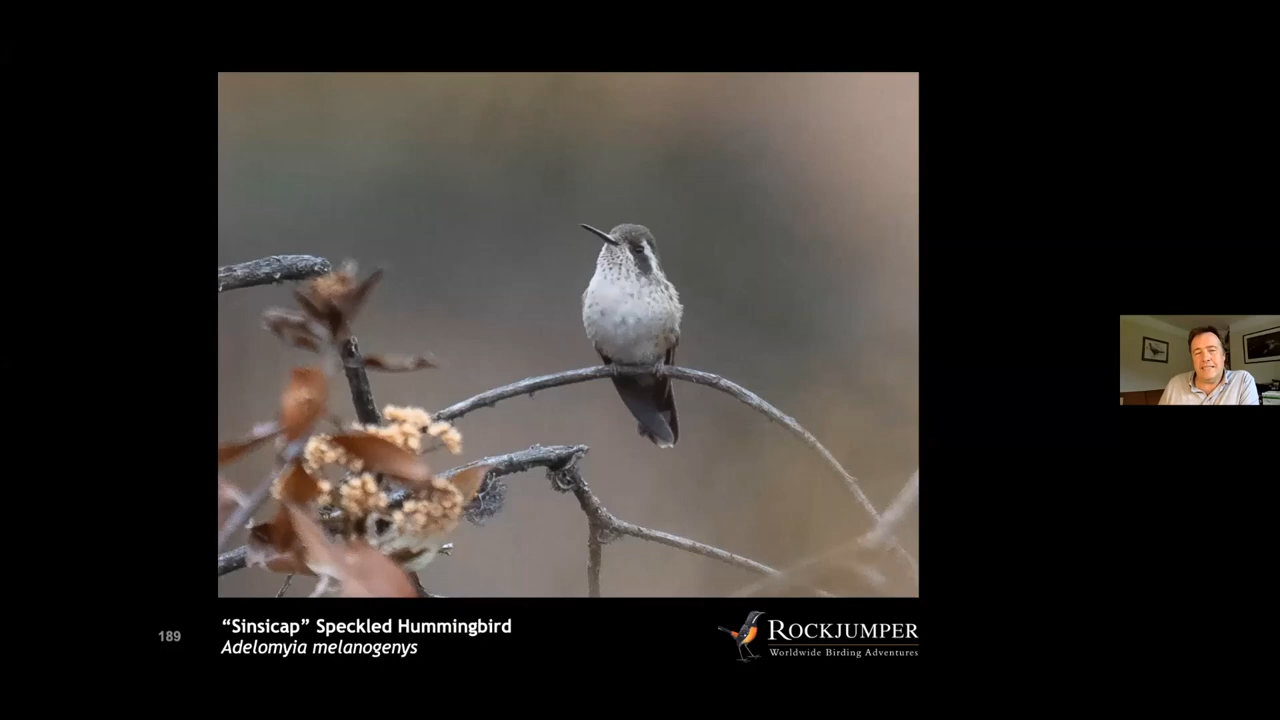 189
“Sinsicap” Speckled Hummingbird
Adelomyia melanogenys
ROCKJUMPER
Worldwide Birding Adventures